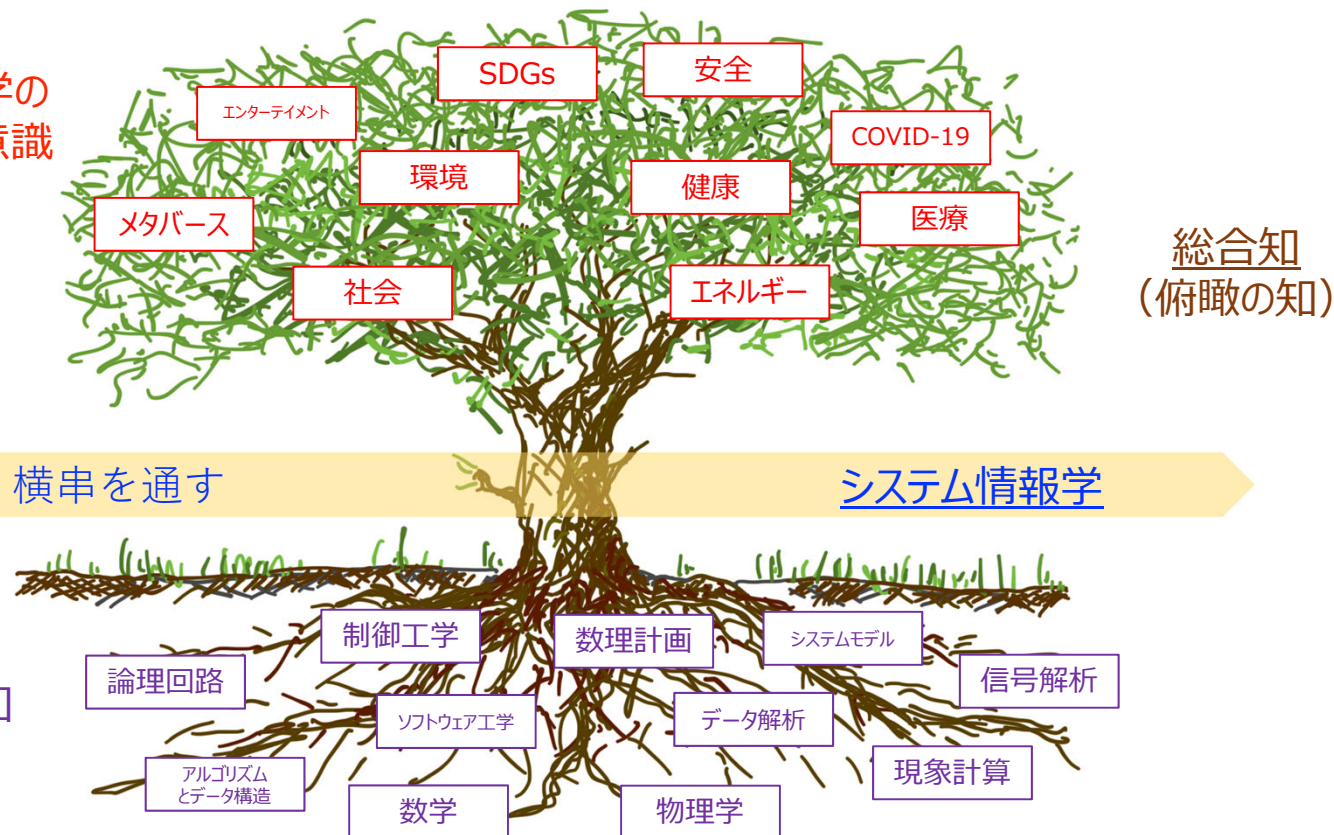 学の
意識
SDGs
安全
エンターテイメント
COVID-19
環境
健康
メタバース
医療
社会
エネルギー
総合知
（俯瞰の知）
横串を通す
システム情報学
制御工学
数理計画
システムモデル
論理回路
信号解析
知
ソフトウェア工学
データ解析
アルゴリズム
とデータ構造
現象計算
数学
物理学